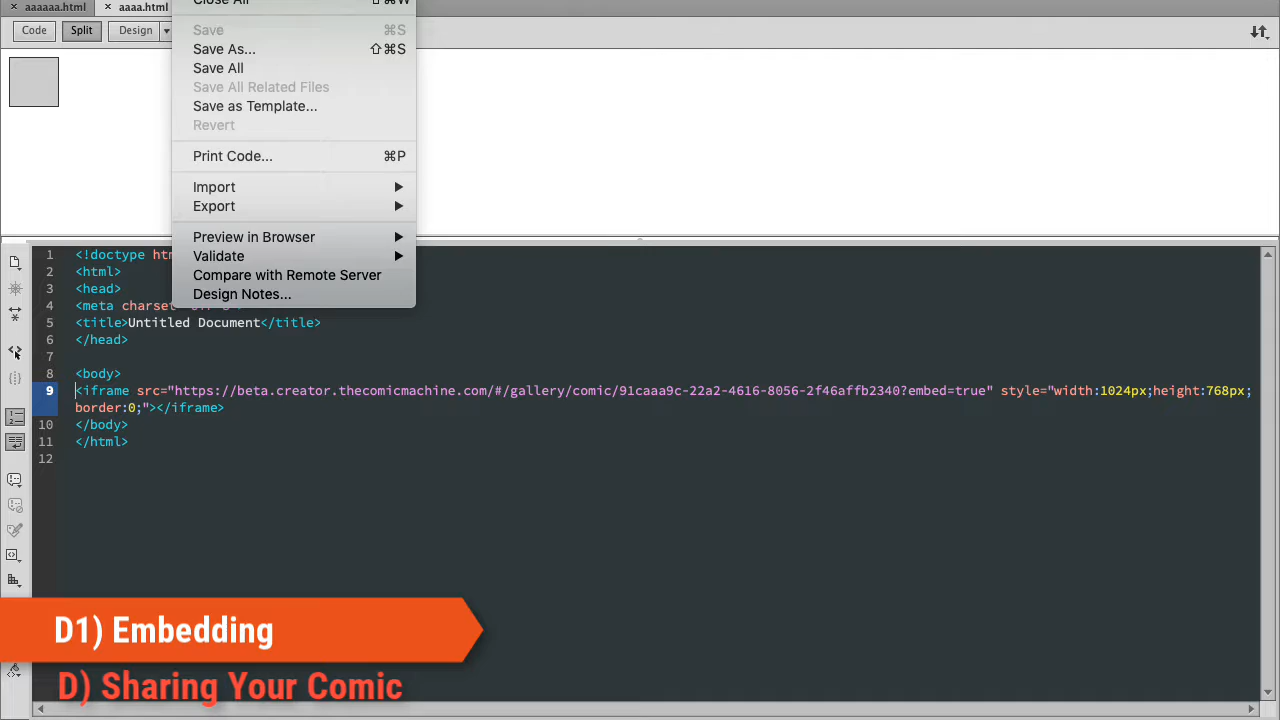 aaaaaa.html
aaaa.html
Close All ⇧⌘W
Code
Split
Design
Save ⌘S
Save As... ⇧⌘S
Save All
Save All Related Files
Save as Template...
Revert
Print Code... ⌘P
Import
Export
Preview in Browser
Validate
Compare with Remote Server
Design Notes...
1 <!doctype htm
2 <html>
3 <head>
4 <meta charset=
5 <title>Untitled Document</title>
6 </head>
7
8 <body>
9 <iframe src="https://beta.creator.thecomicmachine.com/#/gallery/comic/91caaa9c-22a2-4616-8056-2f46affb2340?embed=true" style="width:1024px;height:768px;
border:0;"></iframe>
10 </body>
11 </html>
12
D1) Embedding
D) Sharing Your Comic